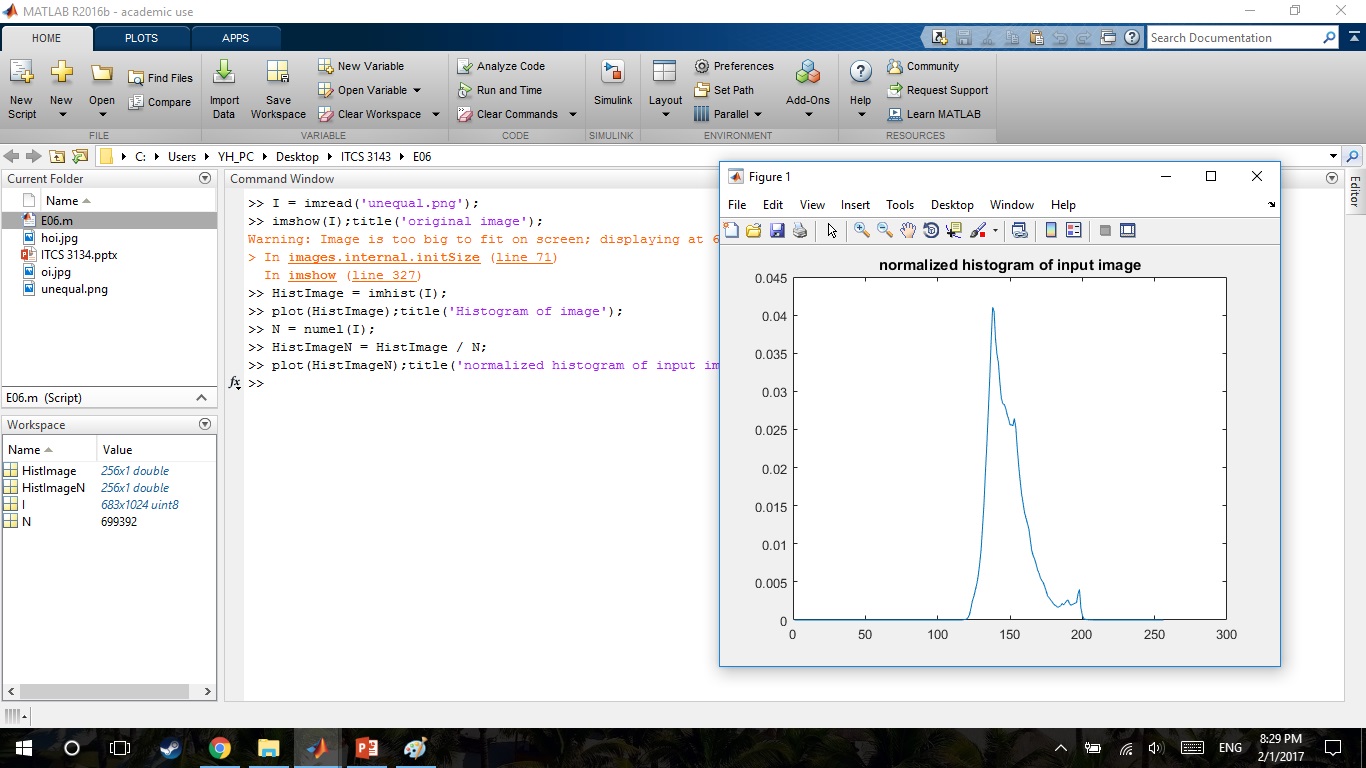 MATLAB R2016b - academic use
HOME PLOTS APPS
Search Documentation
New Script
New
Open
Find Files
Compare
Import Data
Save Workspace
New Variable
Open Variable
Clear Workspace
Analyze Code
Run and Time
Clear Commands
Simulink
Layout
Preferences
Set Path
Parallel
Add-Ons
Help
Community
Request Support
Learn MATLAB
FILE VARIABLE CODE SIMULINK ENVIRONMENT RESOURCES
C: Users YH_PC Desktop ITCS 3143 E06
Current Folder
Name
E06.m
hoi.jpg
ITCS 3134.pptx
oi.jpg
unequal.png
E06.m (Script)
Workspace
Name Value
HistImage 256x1 double
HistImageN 256x1 double
I 683x1024 uint8
N 699392
Command Window
>> I = imread('unequal.png');
>> imshow(I);title('original image');
Warning: Image is too big to fit on screen; displaying at 6
> In images.internal.initSize (line 71)
In imshow (line 327)
>> HistImage = imhist(I);
>> plot(HistImage);title('Histogram of image');
>> N = numel(I);
>> HistImageN = HistImage / N;
>> plot(HistImageN);title('normalized histogram of input im
fx >>
Editor
Figure 1
File Edit View Insert Tools Desktop Window Help
normalized histogram of input image
0.045
0.04
0.035
0.03
0.025
0.02
0.015
0.01
0.005
0
0 50 100 150 200 250 300
ENG
8:29 PM
2/1/2017